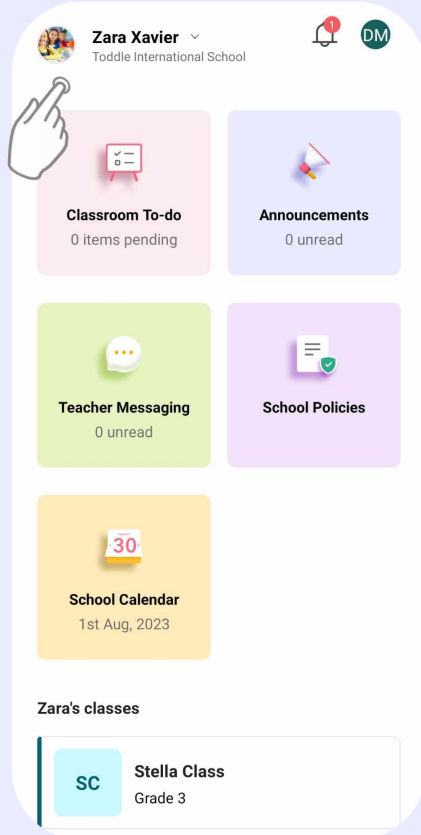 Zara Xavier
Toddle International School
1
DM
Classroom To-do
0 items pending
Announcements
0 unread
Teacher Messaging
0 unread
School Policies
30
School Calendar
1st Aug, 2023
Zara's classes
SC
Stella Class
Grade 3